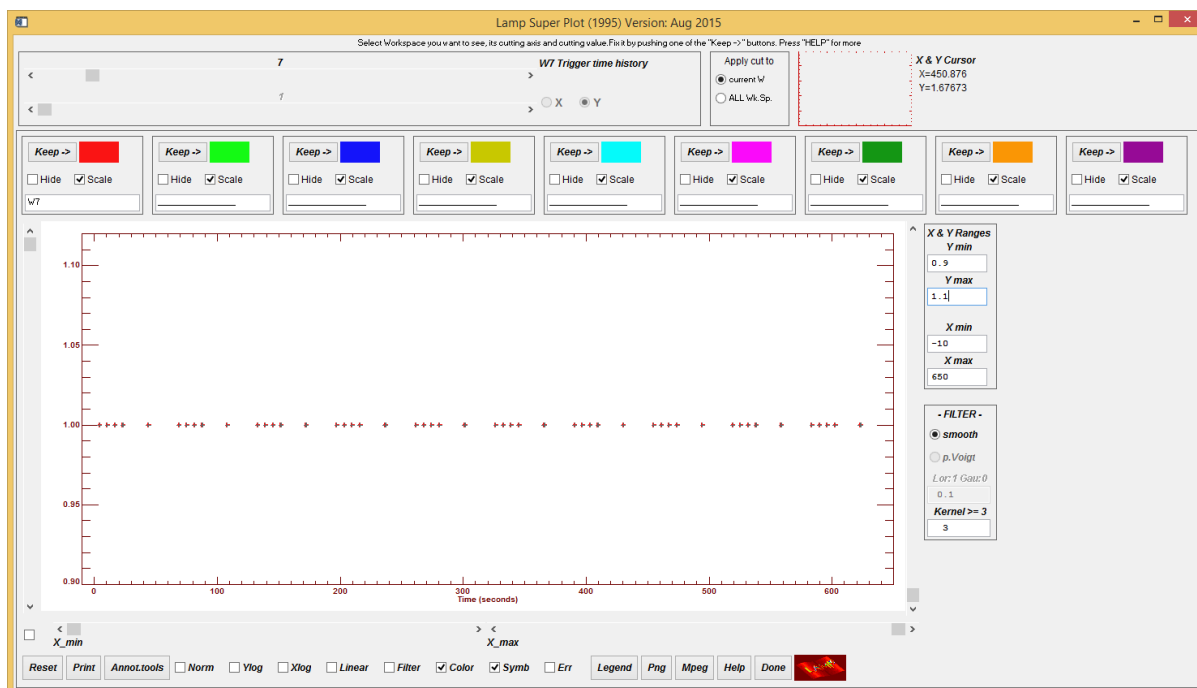 Lamp Super Plot (1995) Version: Aug 2015
Select Workspace you want to see, its cutting axis and cutting value.Fix it by pushing one of the "Keep ->" buttons. Press "HELP" for more
7
1
W7 Trigger time history
X Y
Apply cut to
current W
ALL Wk.Sp.
X & Y Cursor
X=450.876
Y=1.67673
Keep -> Keep -> Keep -> Keep -> Keep -> Keep -> Keep -> Keep -> Keep ->
Hide Scale Hide Scale Hide Scale Hide Scale Hide Scale Hide Scale Hide Scale Hide Scale Hide Scale
W7
1.10
1.05
1.00
0.95
0.90
0 100 200 300 400 500 600
Time (seconds)
X & Y Ranges
Y min
0.9
Y max
1.1
X min
-10
X max
650
- FILTER -
smooth
p.Voigt
Lor:1 Gau:0
0.1
Kernel >= 3
3
X_min X_max
Reset Print Annot.tools Norm Ylog Xlog Linear Filter Color Symb Err Legend Png Mpeg Help Done